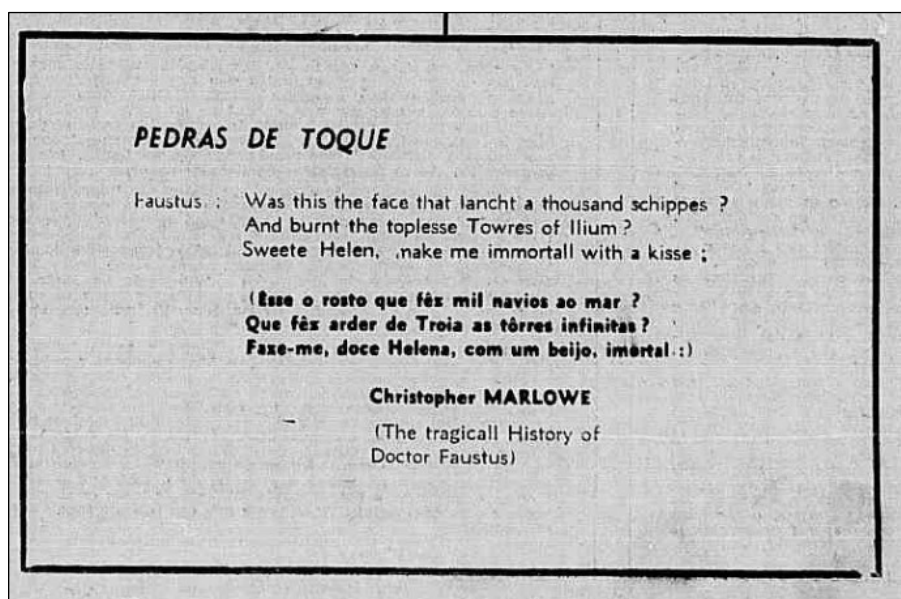 PEDRAS DE TOQUE
Faustus : Was this the face that lancht a thousand schippes ?
And burnt the toplesse Towres of Ilium ?
Sweete Helen, make me immortall with a kisse ;
(Esse o rosto que fêz mil navios ao mar ?
Que fêz arder de Troia as tôrres infinitas ?
Faze-me, doce Helena, com um beijo, imortal :)
Christopher MARLOWE
(The tragicall History of
Doctor Faustus)